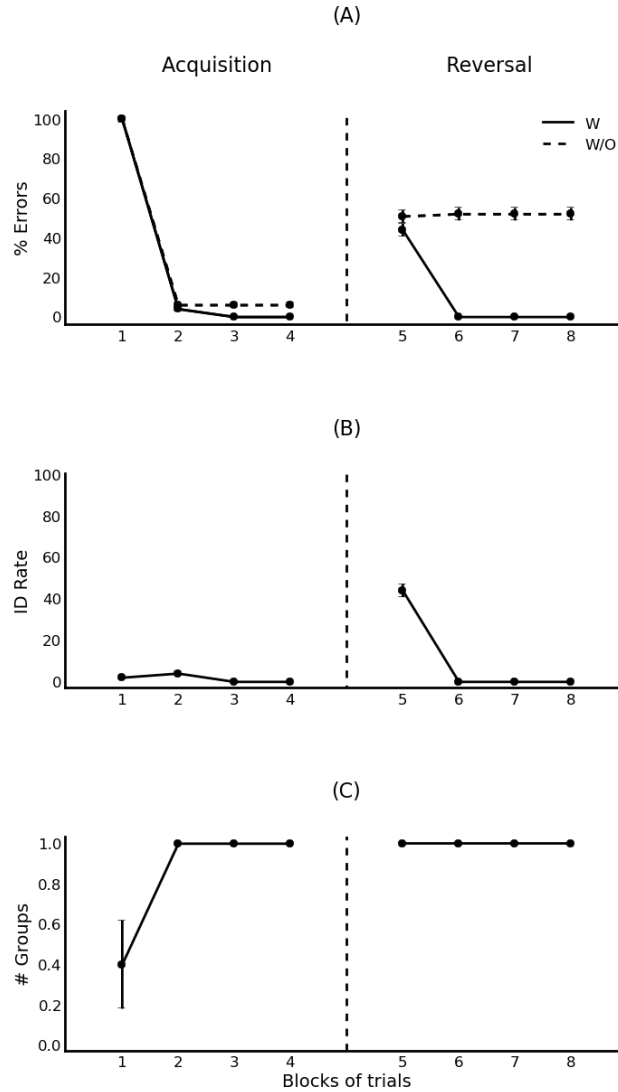 (A)
Acquisition
Reversal
% Errors
100
80
60
40
20
0
W
W/O
1 2 3 4 5 6 7 8
(B)
ID Rate
100
80
60
40
20
0
1 2 3 4 5 6 7 8
(C)
# Groups
1.0
0.8
0.6
0.4
0.2
0.0
1 2 3 4 5 6 7 8
Blocks of trials